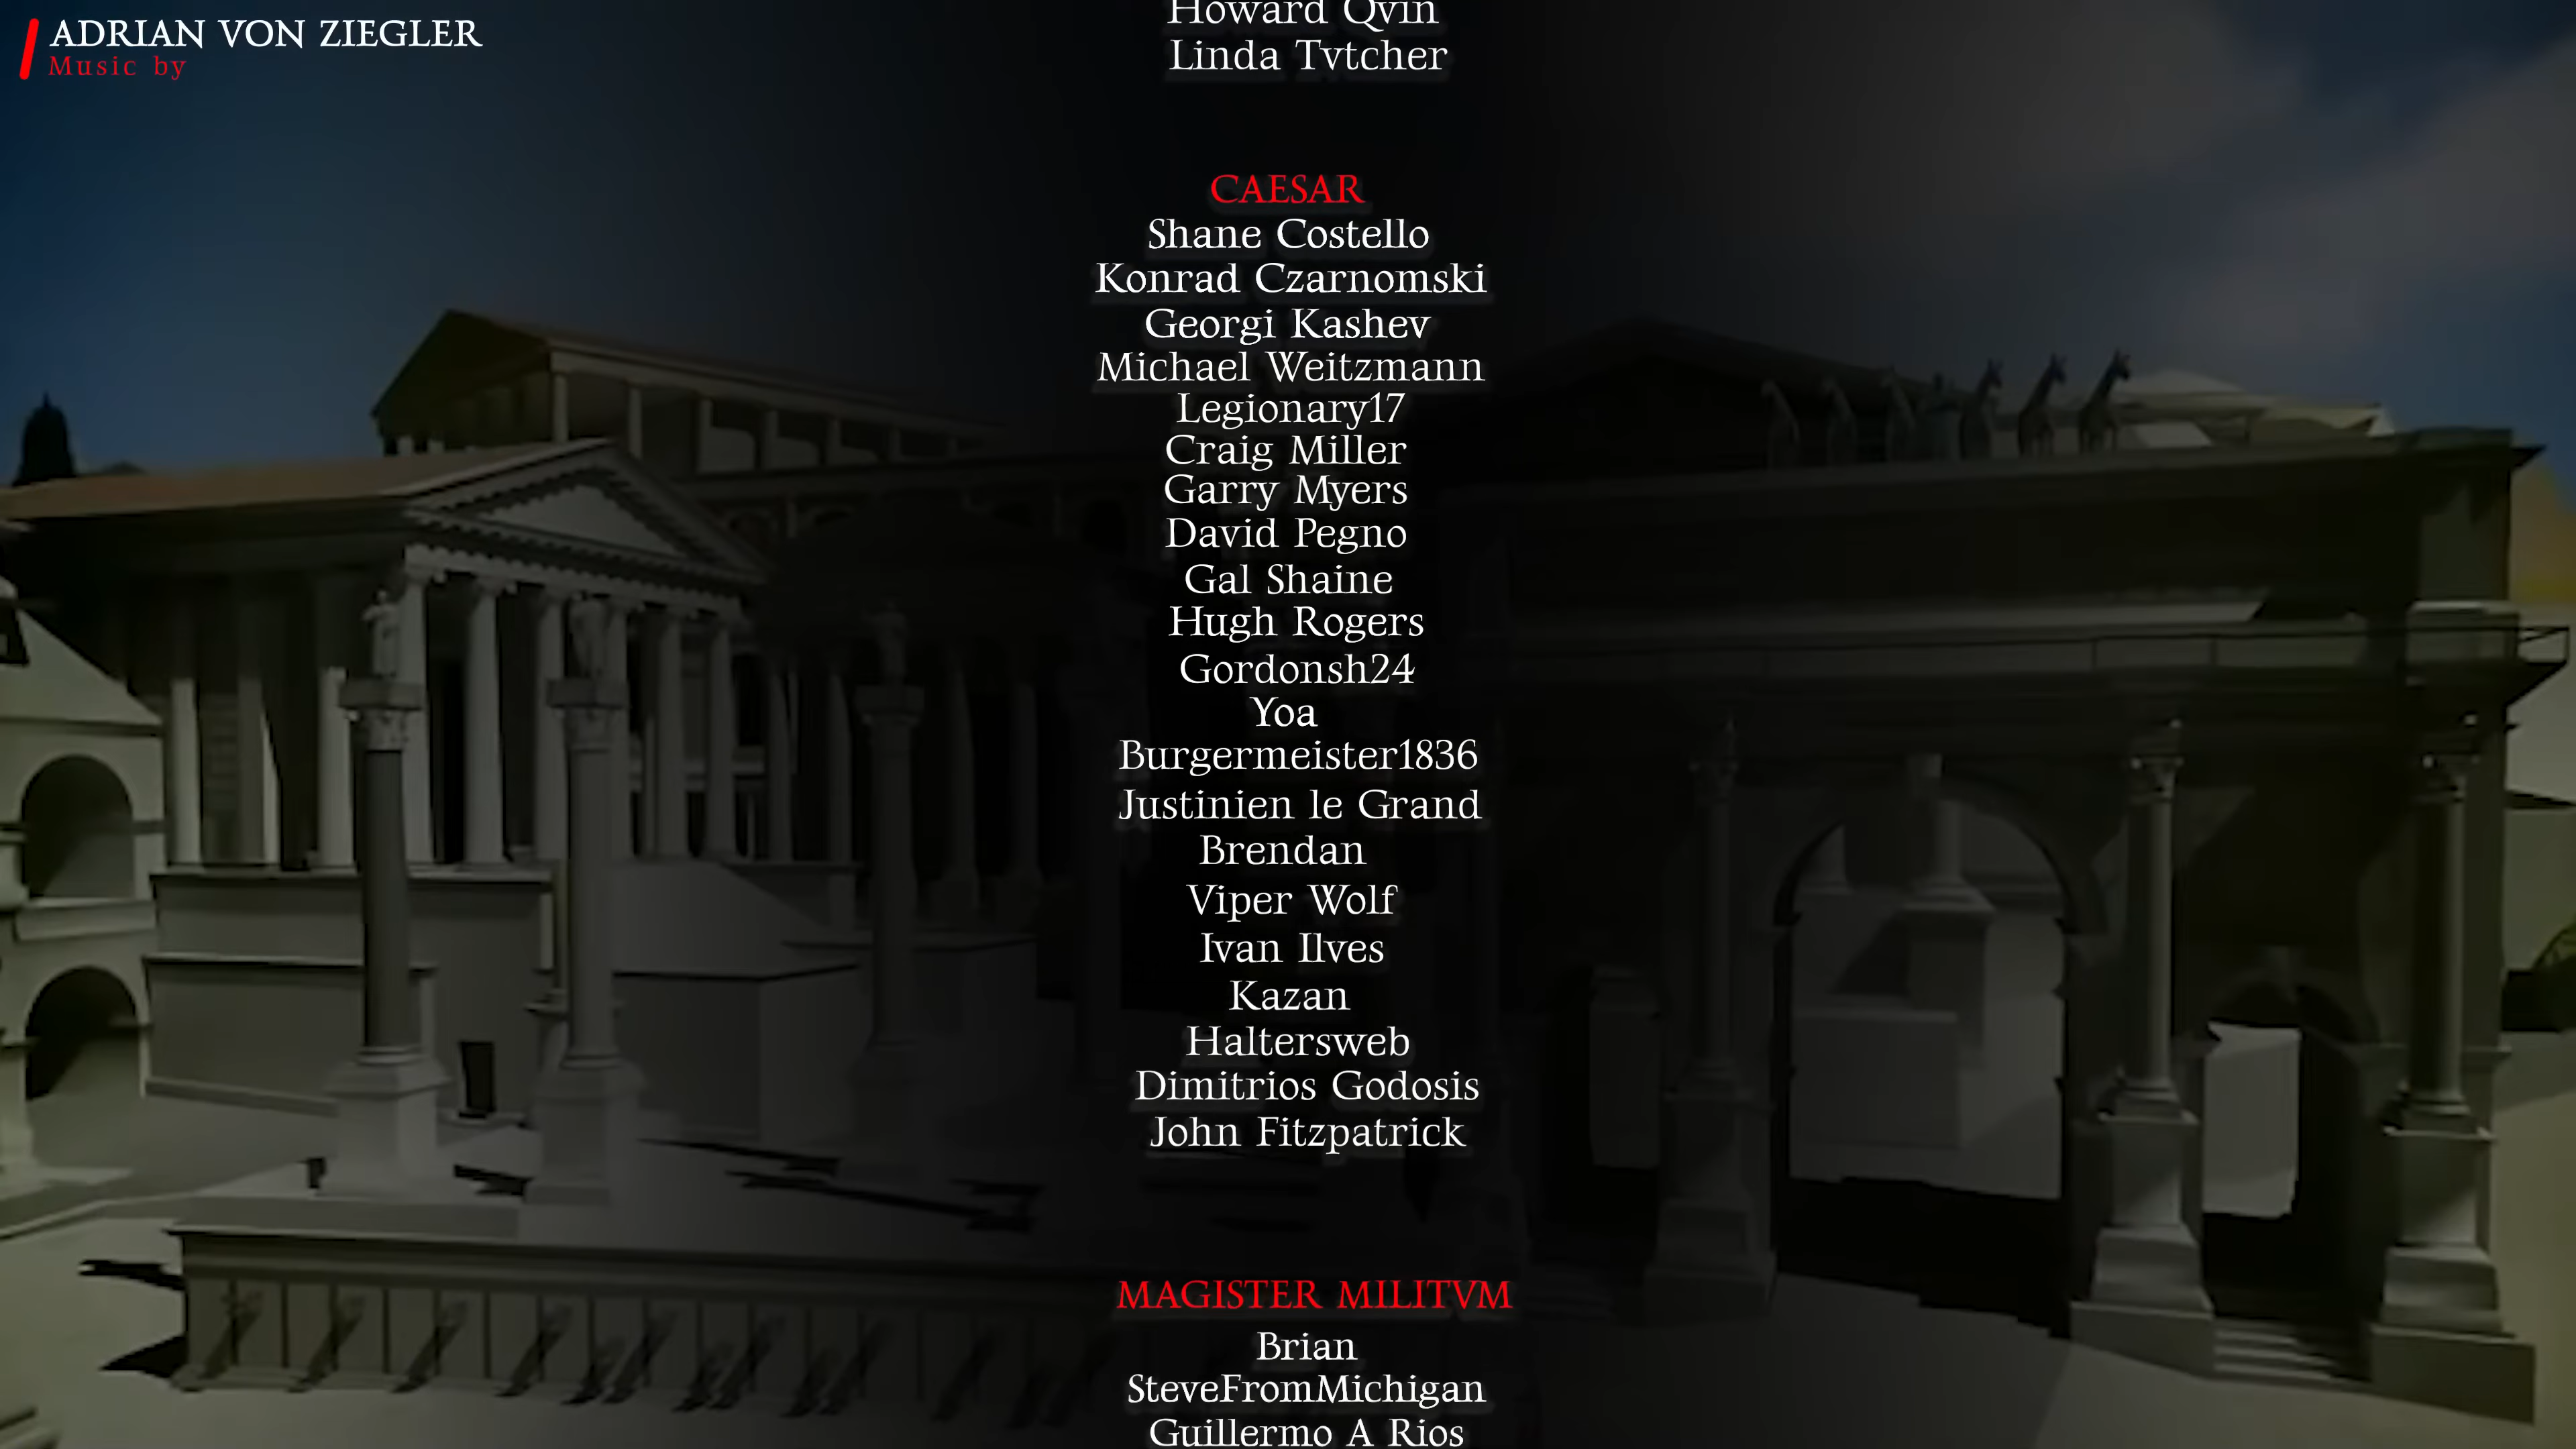 ADRIAN VON ZIEGLER
Music by
Howard Qvin
Linda Tvtcher
CAESAR
Shane Costello
Konrad Czarnomski
Georgi Kashev
Michael Weitzmann
Legionary17
Craig Miller
Garry Myers
David Pegno
Gal Shaine
Hugh Rogers
Gordonsh24
Yoa
Burgermeister1836
Justinien le Grand
Brendan
Viper Wolf
Ivan Ilves
Kazan
Haltersweb
Dimitrios Godosis
John Fitzpatrick
MAGISTER MILITVM
Brian
SteveFromMichigan
Guillermo A Rios